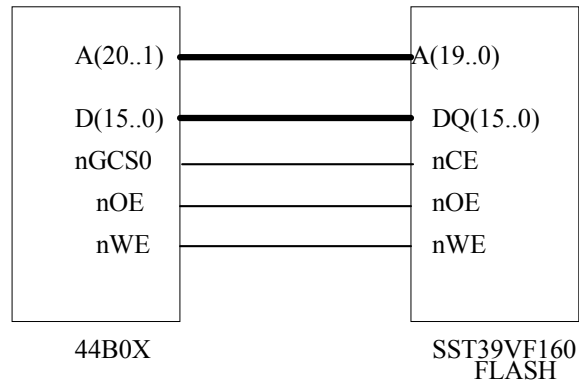 A(20..1) A(19..0)
D(15..0) DQ(15..0)
nGCS0 nCE
nOE nOE
nWE nWE
44B0X SST39VF160
FLASH